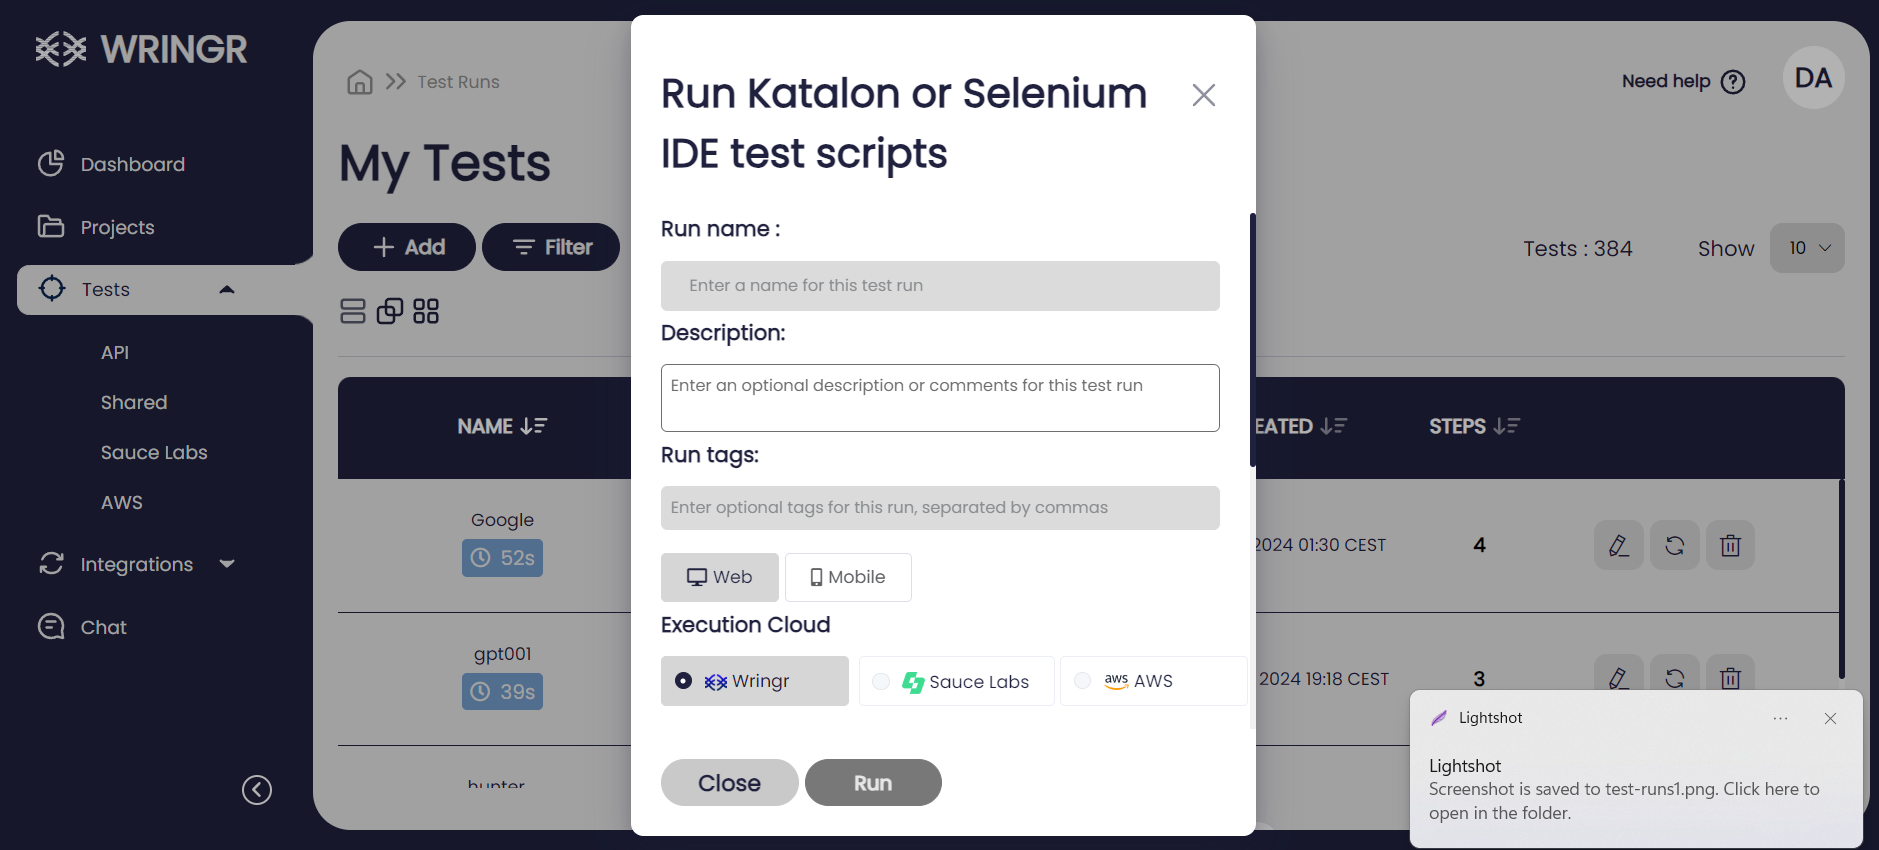 WRINGR
Dashboard
Projects
Tests
API
Shared
Sauce Labs
AWS
Integrations
Chat
Test Runs
Need help
DA
My Tests
Add
Filter
Tests : 384
Show
10
NAME
EATED
STEPS
Google
52s
2024 01:30 CEST
4
gpt001
39s
2024 19:18 CEST
3
hunter
Run Katalon or Selenium
IDE test scripts
Run name :
Enter a name for this test run
Description:
Enter an optional description or comments for this test run
Run tags:
Enter optional tags for this run, separated by commas
Web
Mobile
Execution Cloud
Wringr
Sauce Labs
aws AWS
Close
Run
Lightshot
Lightshot
Screenshot is saved to test-runs1.png. Click here to
open in the folder.